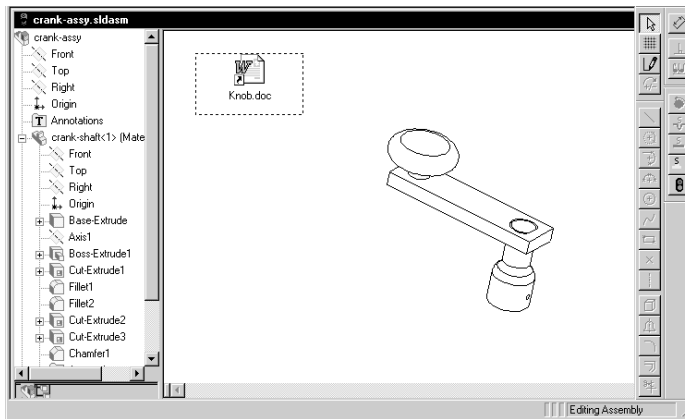 crank-assy.sldasm
crank-assy
Front
Top
Right
Origin
Annotations
crank-shaft<1> (Mate
Front
Top
Right
Origin
Base-Extrude
Axis1
Boss-Extrude1
Cut-Extrude1
Fillet1
Fillet2
Cut-Extrude2
Cut-Extrude3
Chamfer1
Knob.doc
Editing Assembly